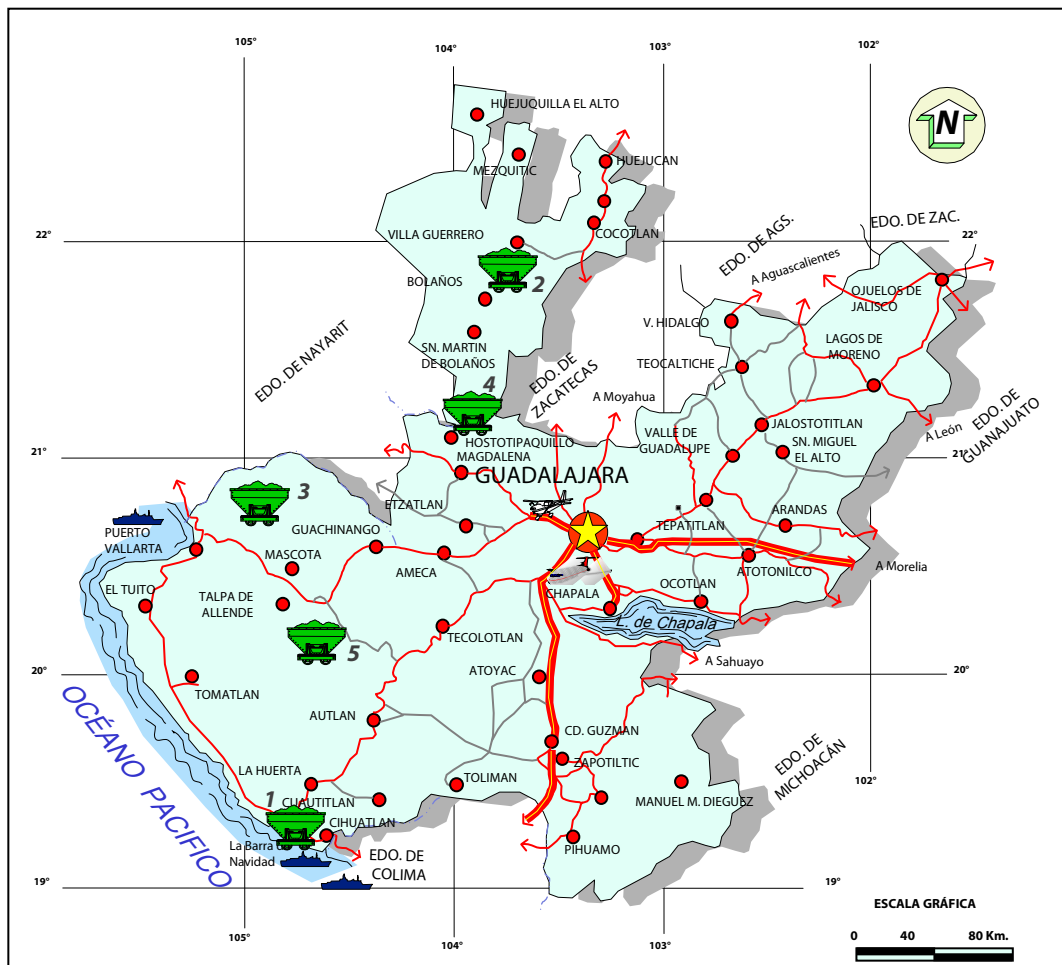 105°
104°
103°
102°
HUEJUQUILLA EL ALTO
N
MEZQUITIC
HUEJUCAN
VILLA GUERRERO
COCOTLAN
22°
22°
EDO. DE AGS.
EDO. DE ZAC.
A Aguascalientes
BOLAÑOS
2
OJUELOS DE
JALISCO
V. HIDALGO
SN. MARTIN
DE BOLAÑOS
EDO. DE NAYARIT
EDO. DE
ZACATECAS
TEOCALTICHE
LAGOS DE
MORENO
4
A Moyahua
HOSTOTIPAQUILLO
MAGDALENA
VALLE DE
GUADALUPE
JALOSTOTITLAN
SN. MIGUEL
EL ALTO
A León
EDO. DE
GUANAJUATO
21°
21°
GUADALAJARA
3
ETZATLAN
PUERTO
VALLARTA
GUACHINANGO
TEPATITLAN
ARANDAS
MASCOTA
AMECA
ATOTONILCO
A Morelia
EL TUITO
TALPA DE
ALLENDE
CHAPALA
OCOTLAN
L. de Chapala
TECOLOTLAN
5
A Sahuayo
20°
20°
TOMATLAN
ATOYAC
AUTLAN
OCÉANO PACIFICO
CD. GUZMAN
ZAPOTILTIC
EDO. DE
MICHOACÁN
LA HUERTA
TOLIMAN
102°
CUAUTITLAN
MANUEL M. DIEGUEZ
1
CIHUATLAN
La Barra
Navidad
EDO. DE
COLIMA
PIHUAMO
19°
19°
ESCALA GRÁFICA
105°
104°
103°
0 40 80 Km.